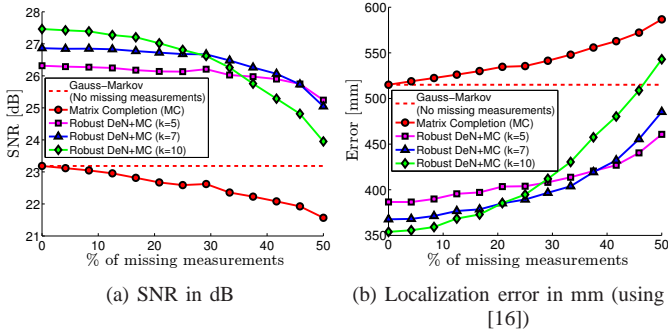 28
27
26
25
24
23
22
21
SNR [dB]
Gauss−Markov
(No missing measurements)
Matrix Completion (MC)
Robust DeN+MC (k=5)
Robust DeN+MC (k=7)
Robust DeN+MC (k=10)
0 10 20 30 40 50
% of missing measurements
(a) SNR in dB
600
550
500
450
400
350
Error [mm]
Gauss−Markov
(No missing measurements)
Matrix Completion (MC)
Robust DeN+MC (k=5)
Robust DeN+MC (k=7)
Robust DeN+MC (k=10)
0 10 20 30 40 50
% of missing measurements
(b) Localization error in mm (using
[16])